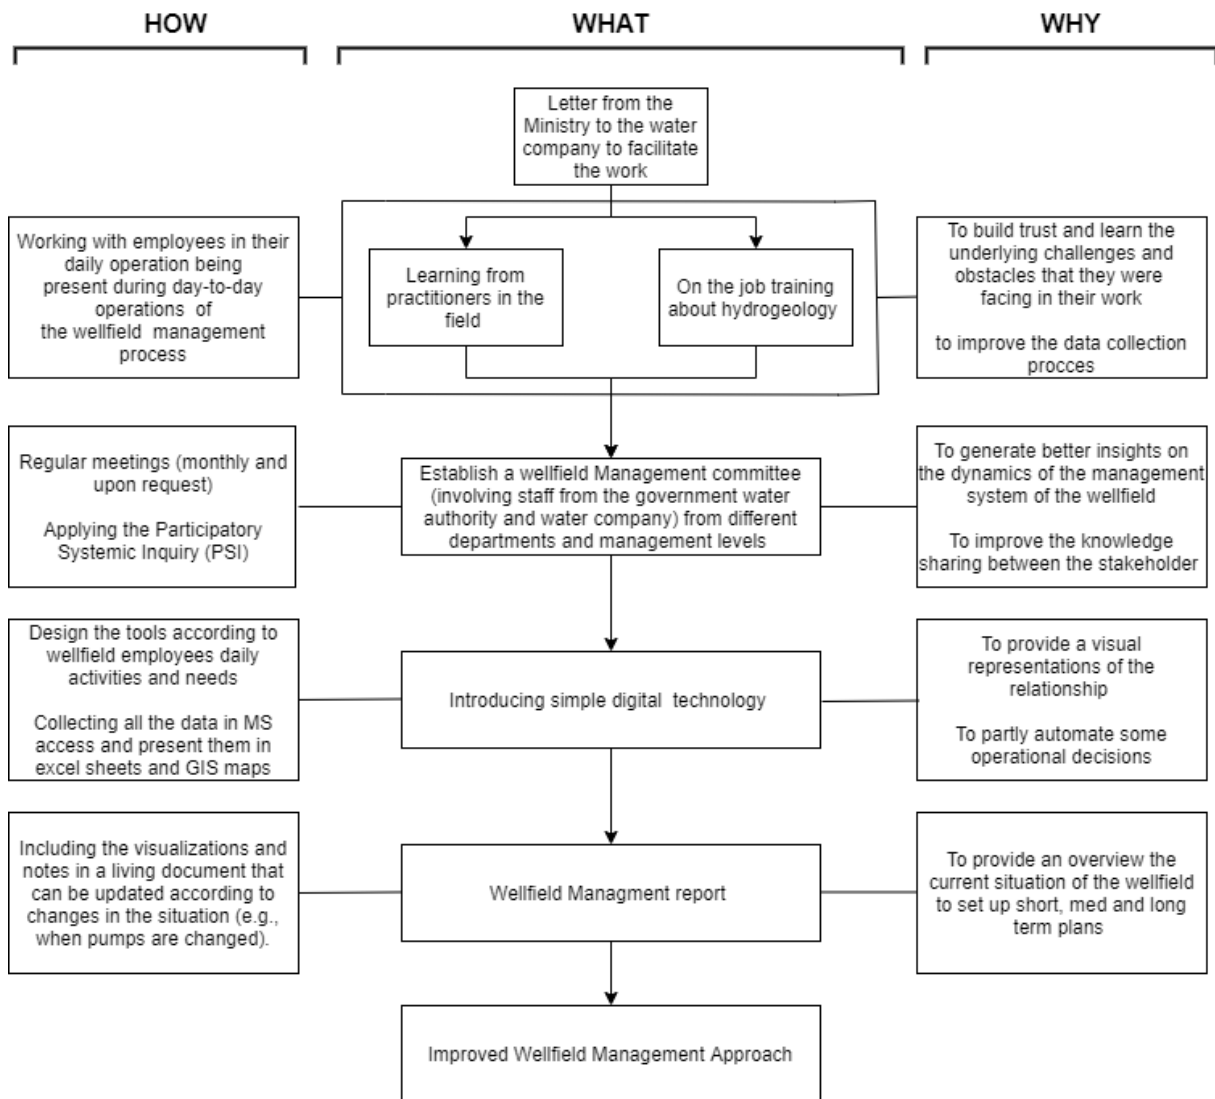 HOW
WHAT
WHY
Letter from the
Ministry to the water
company to facilitate
the work
Working with employees in their
daily operation being
present during day-to-day
operations of
the wellfield management
process
Learning from
practitioners in the
field
On the job training
about hydrogeology
To build trust and learn the
underlying challenges and
obstacles that they were
facing in their work
to improve the data collection
procces
Regular meetings (monthly and
upon request)
Applying the Participatory
Systemic Inquiry (PSI)
Establish a wellfield Management committee
(involving staff from the government water
authority and water company) from different
departments and management levels
To generate better insights on
the dynamics of the management
system of the wellfield
To improve the knowledge
sharing between the stakeholder
Design the tools according to
wellfield employees daily
activities and needs
Collecting all the data in MS
access and present them in
excel sheets and GIS maps
Introducing simple digital technology
To provide a visual
representations of the
relationship
To partly automate some
operational decisions
Including the visualizations and
notes in a living document that
can be updated according to
changes in the situation (e.g.,
when pumps are changed).
Wellfield Managment report
To provide an overview the
current situation of the wellfield
to set up short, med and long
term plans
Improved Wellfield Management Approach